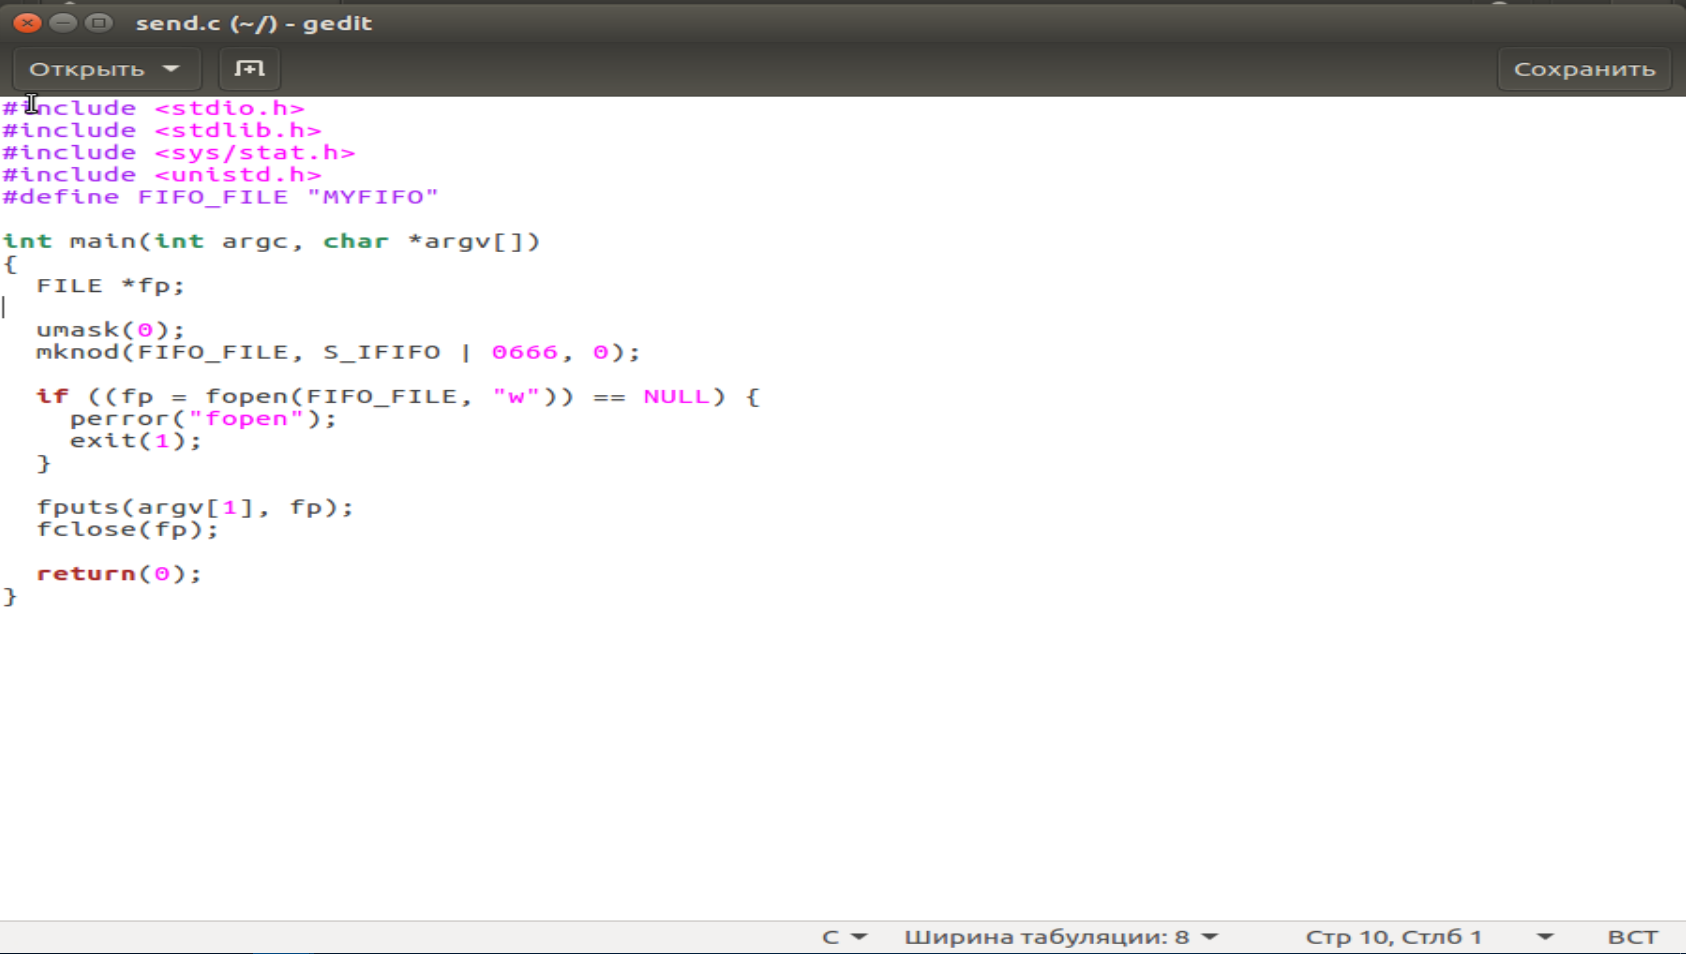 send.c (~/) - gedit
Открыть
Сохранить
#include <stdio.h>
#include <stdlib.h>
#include <sys/stat.h>
#include <unistd.h>
#define FIFO_FILE "MYFIFO"
int main(int argc, char *argv[])
{
FILE *fp;
umask(0);
mknod(FIFO_FILE, S_IFIFO | 0666, 0);
if ((fp = fopen(FIFO_FILE, "w")) == NULL) {
perror("fopen");
exit(1);
}
fputs(argv[1], fp);
fclose(fp);
return(0);
}
C Ширина табуляции: 8 Стр 10, Стлб 1 ВСТ